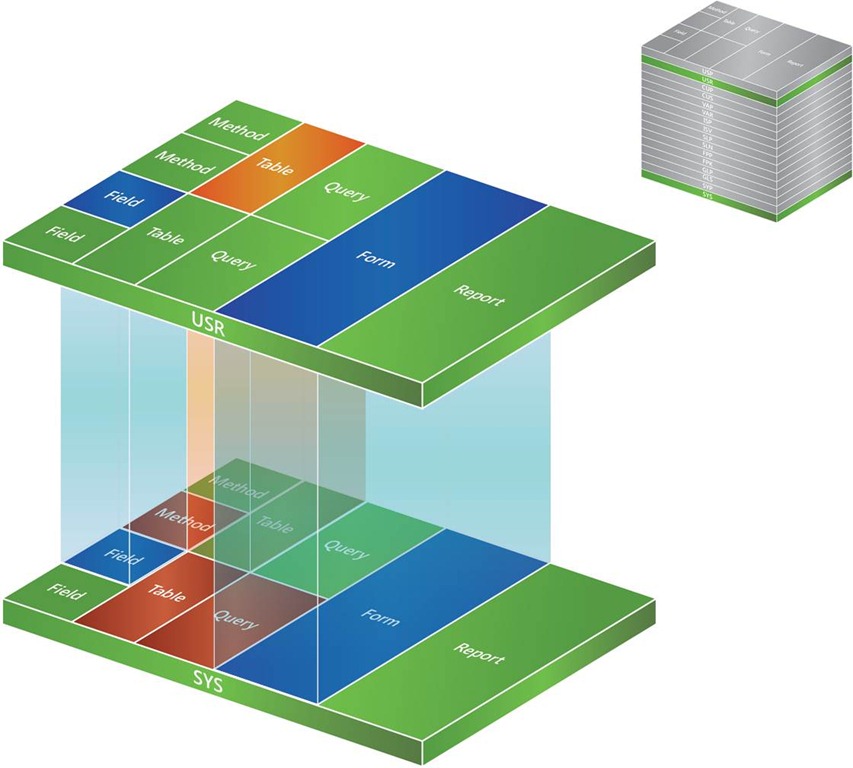 Method
Table
Query
Field
Form
Report
USP
USR
CUP
CUS
VAP
VAR
ISP
ISV
SLP
SLN
FPP
FPK
GLP
GLS
SYP
SYS
Method
Method
Table
Query
Field
Field
Table
Query
Form
Report
USR
Method
Method
Table
Query
Field
Field
Table
Query
Form
Report
SYS